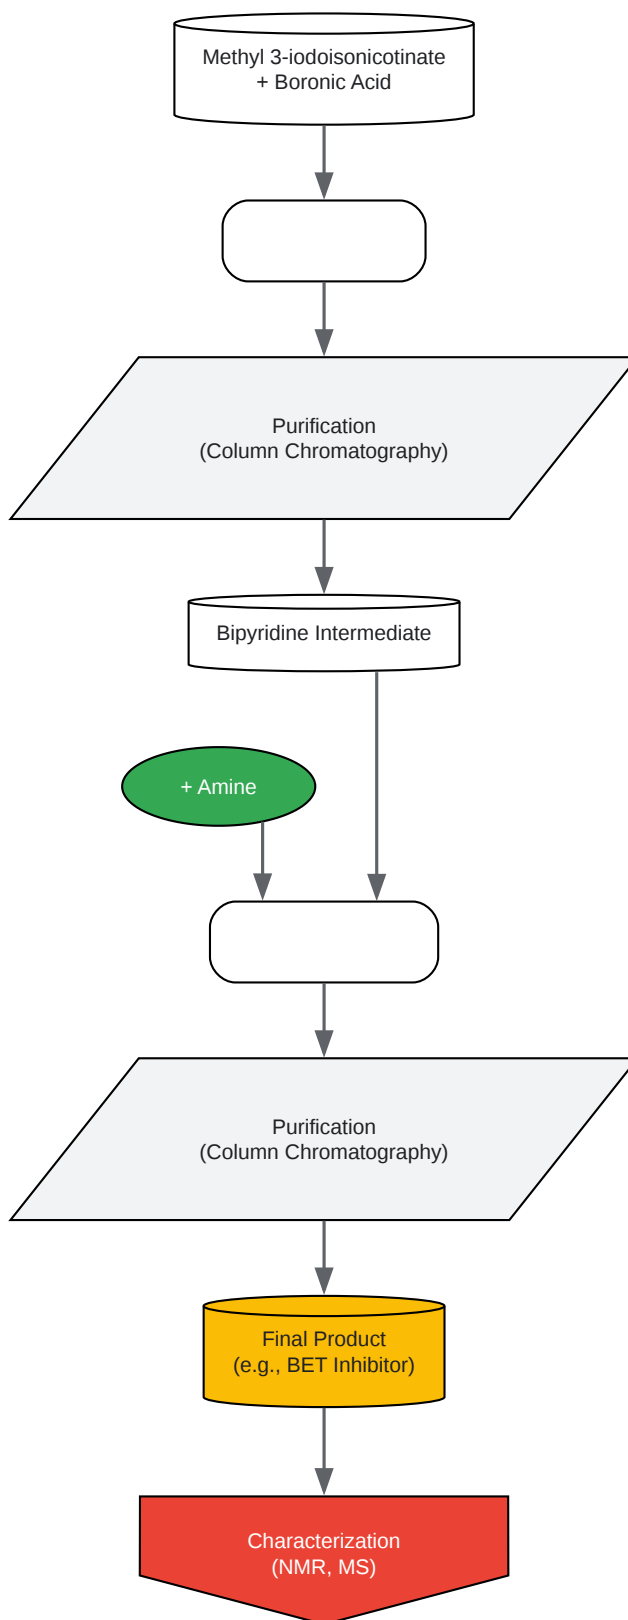 Methyl 3-iodoisonicotinate
+ Boronic Acid
Purification
(Column Chromatography)
Bipyridine Intermediate
+ Amine
Purification
(Column Chromatography)
Final Product
(e.g., BET Inhibitor)
Characterization
(NMR, MS)